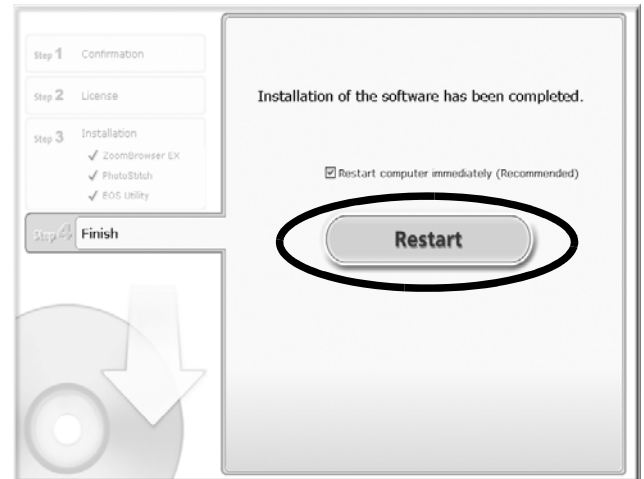 Step 1 Confirmation
Step 2 License
Step 3 Installation
✓ ZoomBrowser EX
✓ PhotoStitch
✓ EOS Utility
Step 4 Finish
Installation of the software has been completed.
Restart computer immediately (Recommended)
Restart